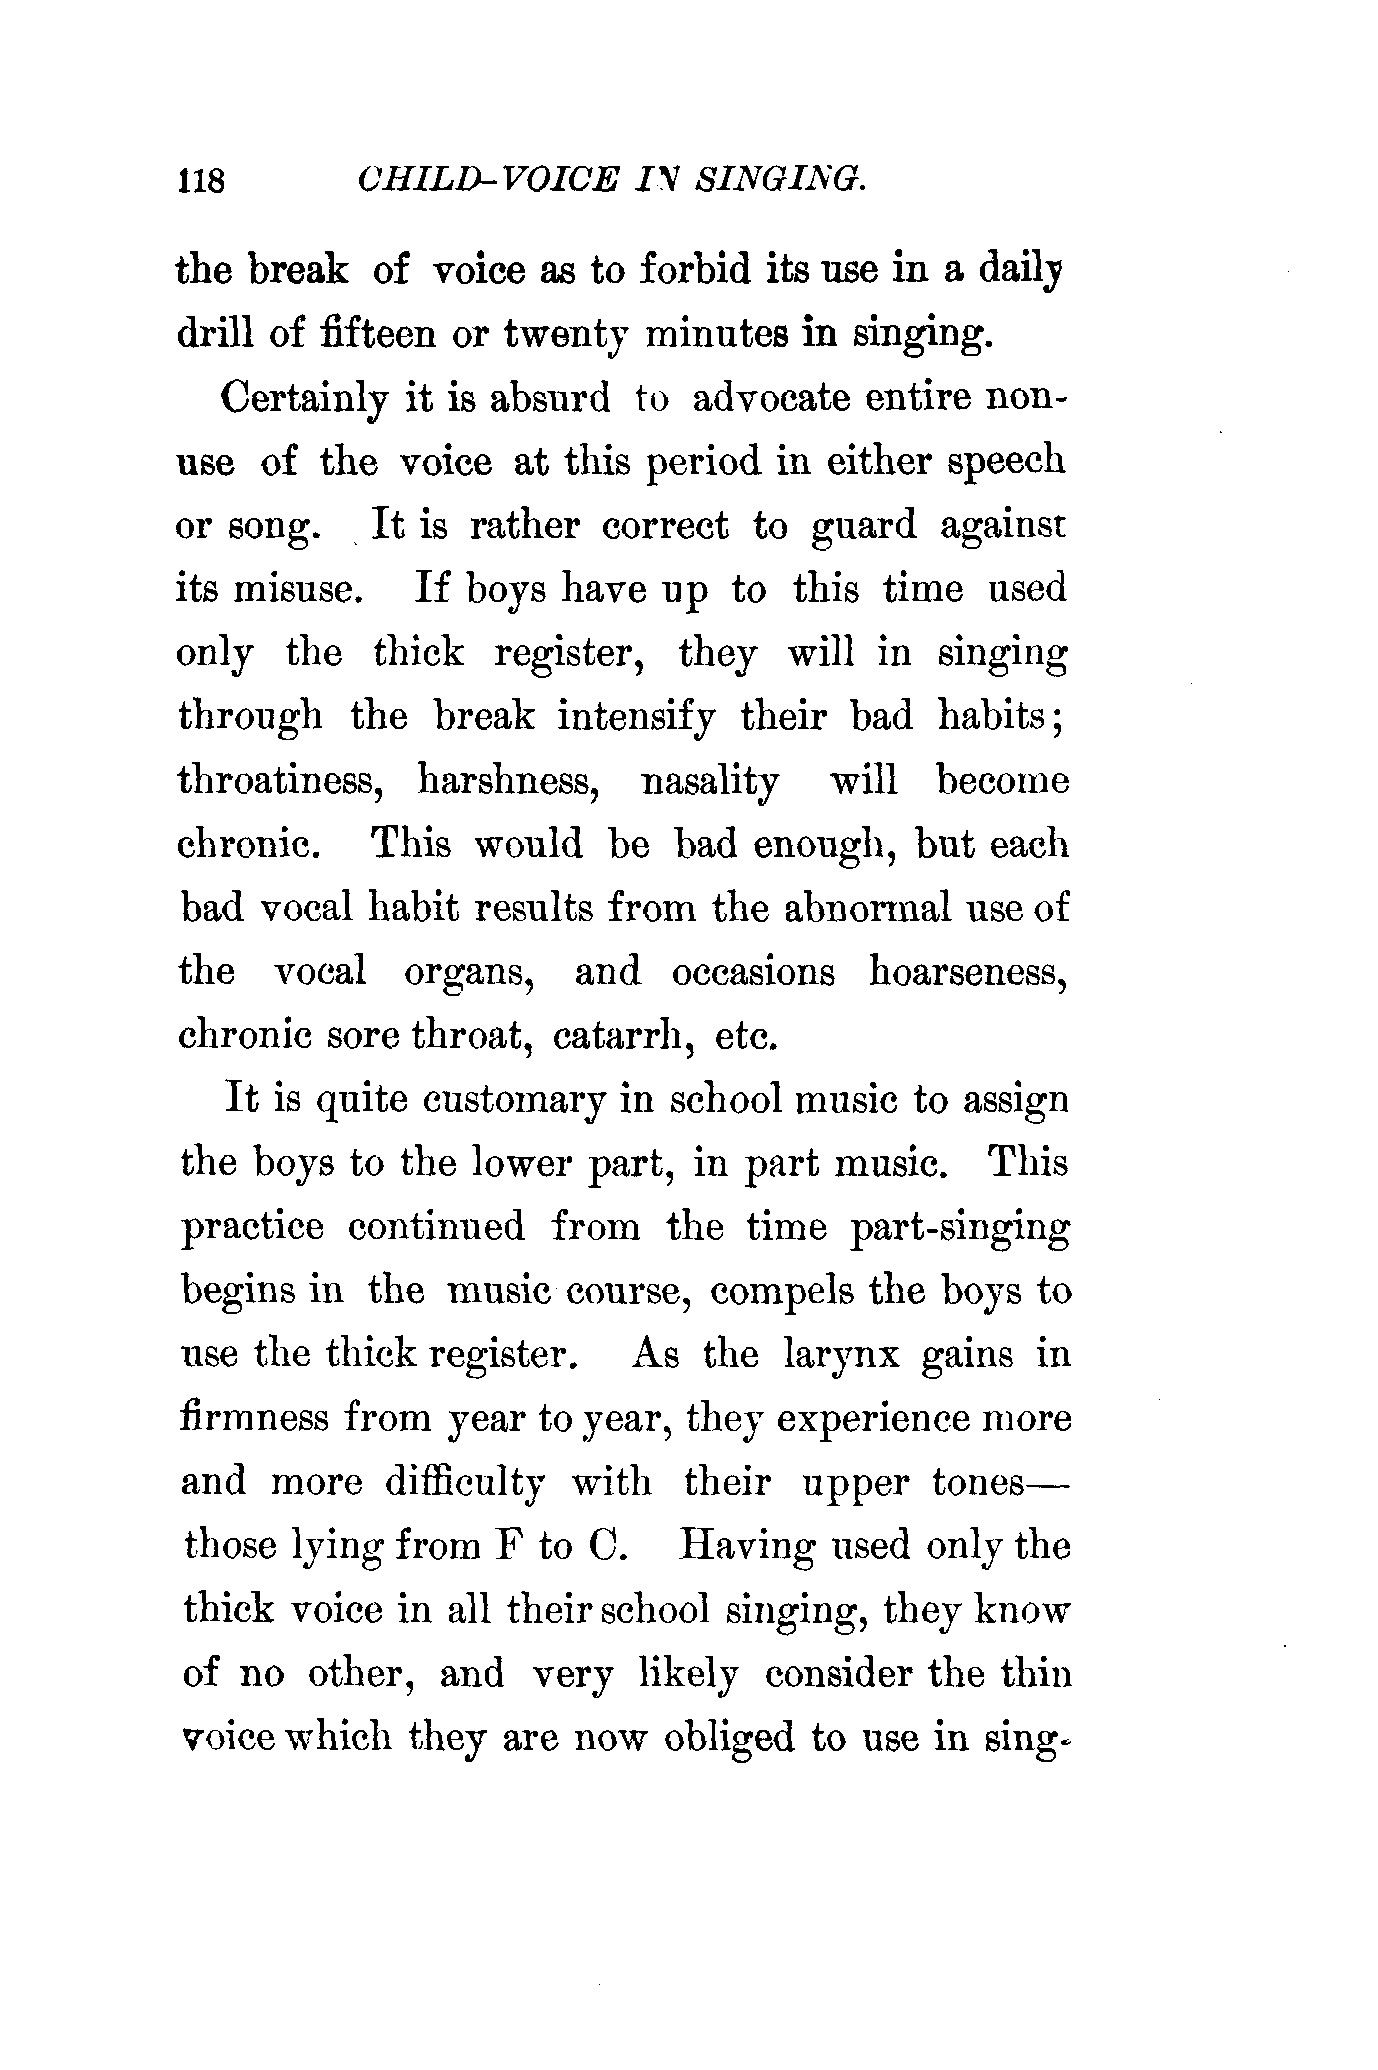 118 CHILD-VOICE IN SINGING.
the break of voice as to forbid its use in a daily
drill of fifteen or twenty minutes in singing.
Certainly it is absurd to advocate entire non-
use of the voice at this period in either speech
or song. It is rather correct to guard against
its misuse. If boys have up to this time used
only the thick register, they will in singing
through the break intensify their bad habits;
throatiness, harshness, nasality will become
chronic. This would be bad enough, but each
bad vocal habit results from the abnormal use of
the vocal organs, and occasions hoarseness,
chronic sore throat, catarrh, etc.
It is quite customary in school music to assign
the boys to the lower part, in part music. This
practice continued from the time part-singing
begins in the music course, compels the boys to
use the thick register. As the larynx gains in
firmness from year to year, they experience more
and more difficulty with their upper tones—
those lying from F to C. Having used only the
thick voice in all their school singing, they know
of no other, and very likely consider the thin
voice which they are now obliged to use in sing-